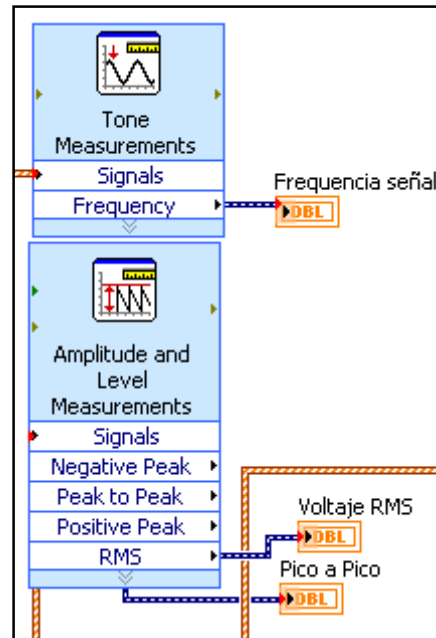 Tone
Measurements
Signals
Frequency
Frequencia señal
DBL
Amplitude and
Level
Measurements
Signals
Negative Peak
Peak to Peak
Positive Peak
RMS
Voltaje RMS
DBL
Pico a Pico
DBL